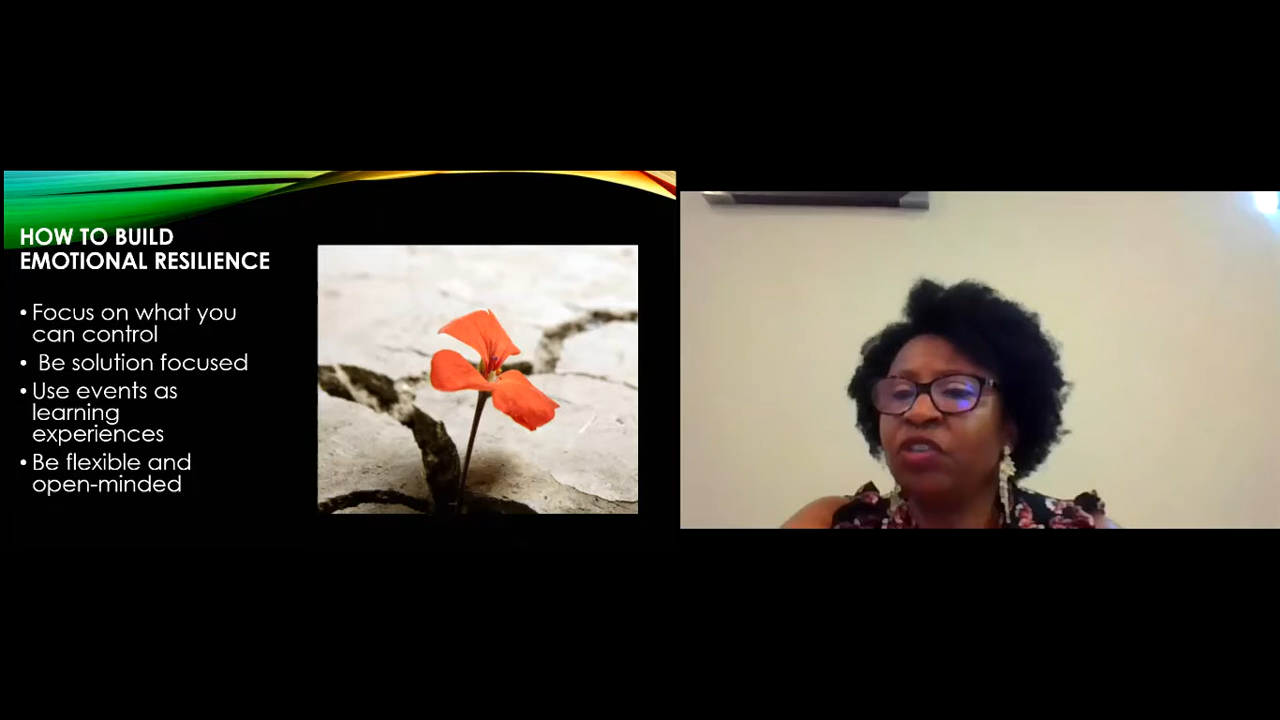 HOW TO BUILD
EMOTIONAL RESILIENCE
• Focus on what you
can control
• Be solution focused
• Use events as
learning
experiences
• Be flexible and
open-minded